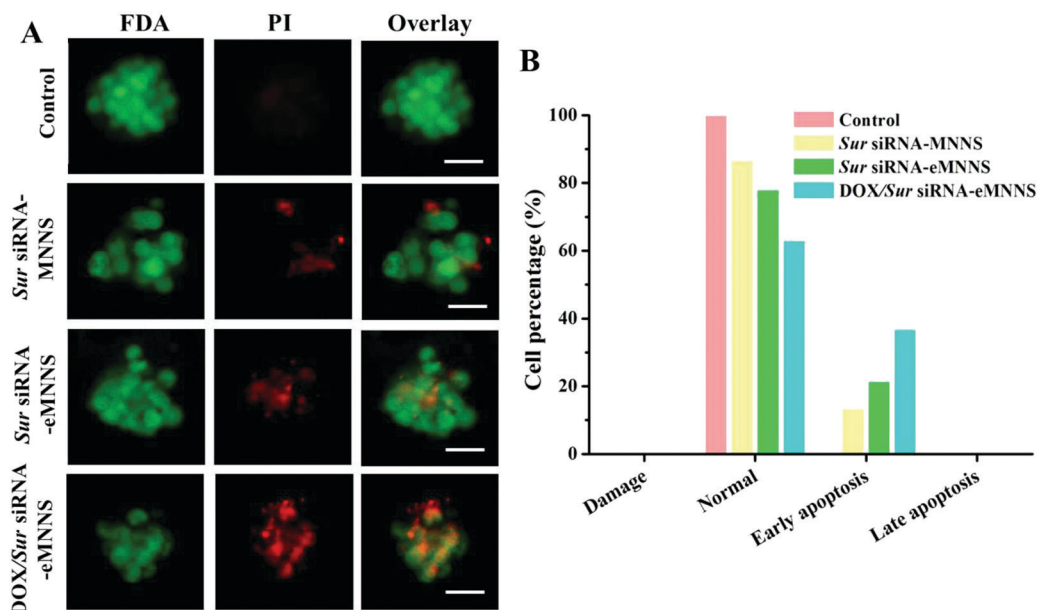 A
FDA
PI
Overlay
Control
Sur siRNA-
MNNS
Sur siRNA
-eMNNS
DOX/Sur siRNA
-eMNNS
B
Cell percentage (%)
100
80
60
40
20
0
Control
Sur siRNA-MNNS
Sur siRNA-eMNNS
DOX/Sur siRNA-eMNNS
Damage
Normal
Early apoptosis
Late apoptosis